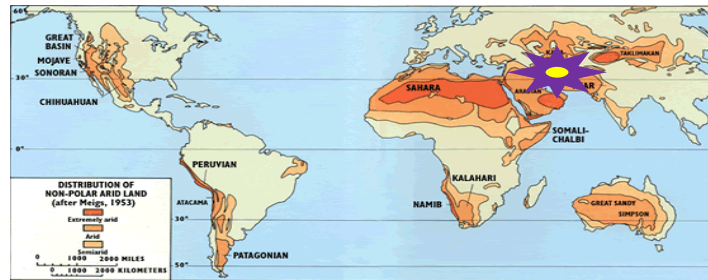 60°
GREAT
BASIN
MOJAVE
SONORAN
30°
CHIHUAHUAN
0°
PERUVIAN
ATACAMA
30°
PATAGONIAN
DISTRIBUTION OF
NON-POLAR ARID LAND
(after Meigs, 1953)
Extremely arid
Arid
Semiarid
0 1000 2000 MILES
0 1000 2000 KILOMETERS
TAKLIMAKAN
SAHARA
SOMALI-
CHALBI
KALAHARI
NAMIB
GREAT SANDY
SIMPSON